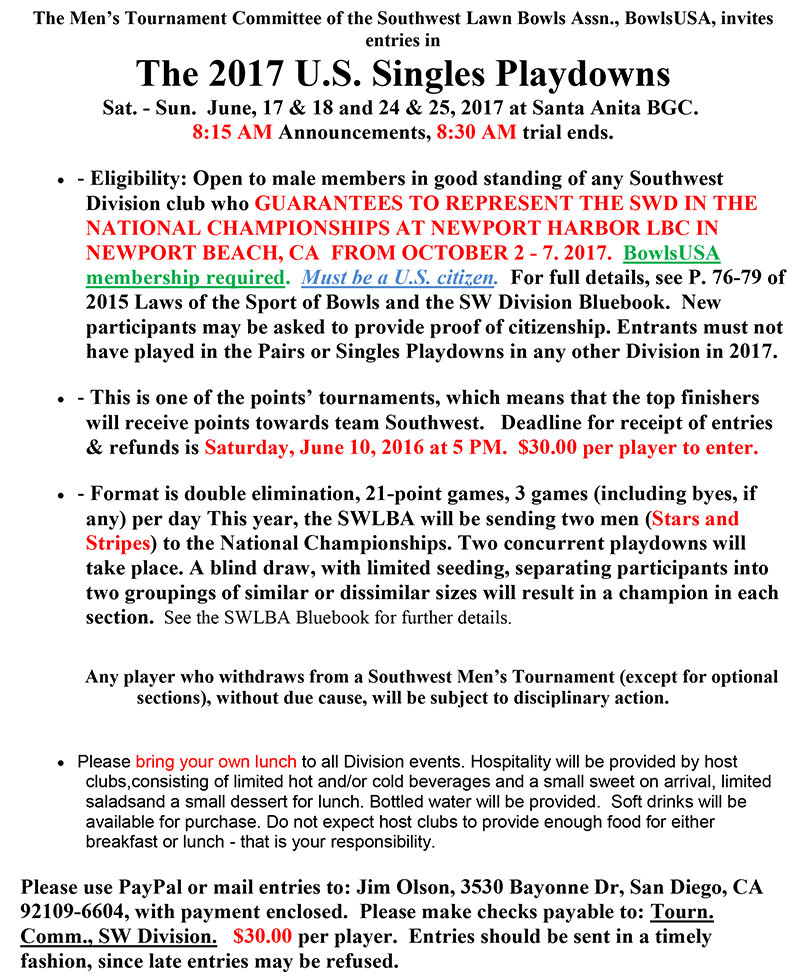 The Men’s Tournament Committee of the Southwest Lawn Bowls Assn., BowlsUSA, invites
entries in
The 2017 U.S. Singles Playdowns
Sat. - Sun.  June, 17 & 18 and 24 & 25, 2017 at Santa Anita BGC.
8:15 AM Announcements, 8:30 AM trial ends.
• - Eligibility: Open to male members in good standing of any Southwest
Division club who GUARANTEES TO REPRESENT THE SWD IN THE
NATIONAL CHAMPIONSHIPS AT NEWPORT HARBOR LBC IN
NEWPORT BEACH, CA  FROM OCTOBER 2 - 7. 2017.  BowlsUSA
membership required.  Must be a U.S. citizen.  For full details, see P. 76-79 of
2015 Laws of the Sport of Bowls and the SW Division Bluebook.  New
participants may be asked to provide proof of citizenship. Entrants must not
have played in the Pairs or Singles Playdowns in any other Division in 2017.
• - This is one of the points’ tournaments, which means that the top finishers
will receive points towards team Southwest.   Deadline for receipt of entries
& refunds is Saturday, June 10, 2016 at 5 PM.  $30.00 per player to enter.
• - Format is double elimination, 21-point games, 3 games (including byes, if
any) per day This year, the SWLBA will be sending two men (Stars and
Stripes) to the National Championships. Two concurrent playdowns will
take place. A blind draw, with limited seeding, separating participants into
two groupings of similar or dissimilar sizes will result in a champion in each
section.  See the SWLBA Bluebook for further details.
Any player who withdraws from a Southwest Men’s Tournament (except for optional
sections), without due cause, will be subject to disciplinary action.
• Please bring your own lunch to all Division events. Hospitality will be provided by host
clubs,consisting of limited hot and/or cold beverages and a small sweet on arrival, limited
saladsand a small dessert for lunch. Bottled water will be provided.  Soft drinks will be
available for purchase. Do not expect host clubs to provide enough food for either
breakfast or lunch - that is your responsibility.
Please use PayPal or mail entries to: Jim Olson, 3530 Bayonne Dr, San Diego, CA
92109-6604, with payment enclosed.  Please make checks payable to: Tourn.
Comm., SW Division.   $30.00 per player.  Entries should be sent in a timely
fashion, since late entries may be refused.